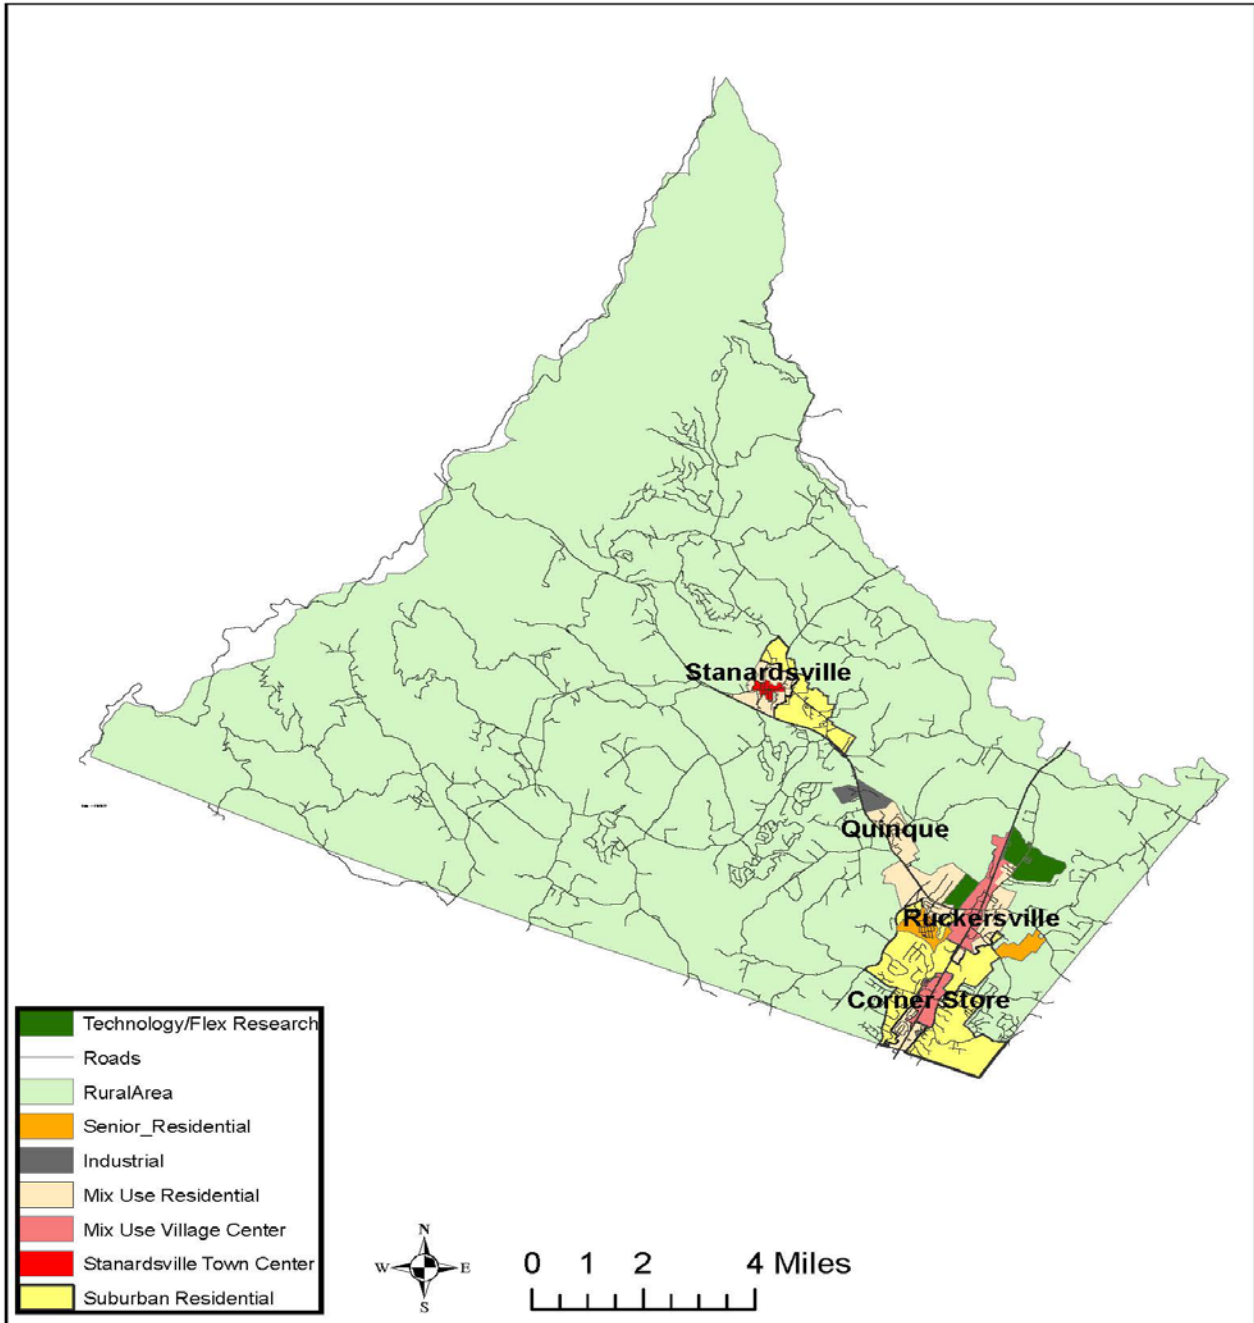 Stanardsville
Quinque
Ruckersville
Corner Store
Technology/Flex Research
Roads
RuralArea
Senior_Residential
Industrial
Mix Use Residential
Mix Use Village Center
Stanardsville Town Center
Suburban Residential
N
W E
S
0 1 2 4 Miles